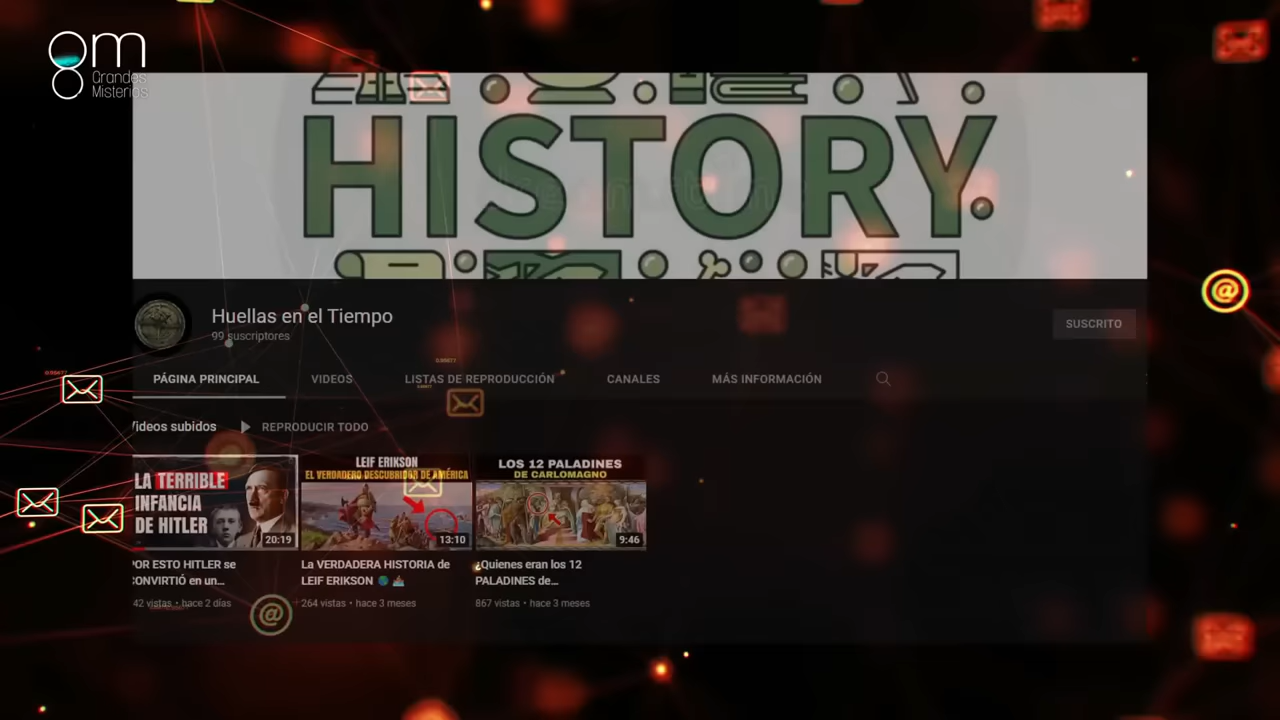 gm
Grandes
Misterios
HISTORY.
Huellas en el Tiempo
99 suscriptores
SUSCRITO
PÁGINA PRINCIPAL
VIDEOS
LISTAS DE REPRODUCCIÓN
CANALES
MÁS INFORMACIÓN
subidos
REPRODUCIR TODO
LA TERRIBLE
INFANCIA
DE HITLER
20:19
LEIF ERIKSON
EL VERDADERO DESCUBRIDOR DE AMÉRICA
13:10
LOS 12 PALADINES
DE CARLOMAGNO
9:46
POR ESTO HITLER se
CONVIRTIÓ en un...
42 vistas • hace 2 días
La VERDADERA HISTORIA de
LEIF ERIKSON
264 vistas • hace 3 meses
¿Quienes eran los 12
PALADINES de...
867 vistas • hace 3 meses
@
@